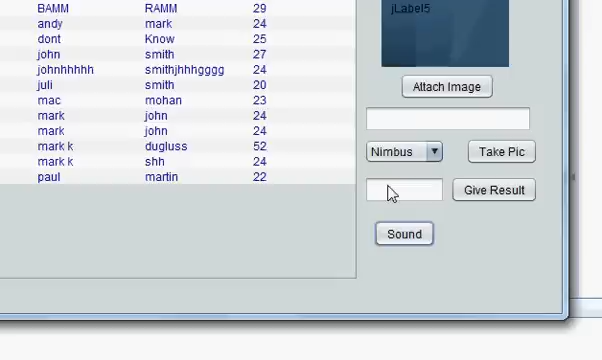 BAMM RAMM 29
andy mark 24
dont Know 25
john smith 27
johnhhhhh smithjhhhgggg 24
juli smith 20
mac mohan 23
mark john 24
mark john 24
mark k dugluss 52
mark k shh 24
paul martin 22
jLabel5
Attach Image
Nimbus
Take Pic
Give Result
Sound